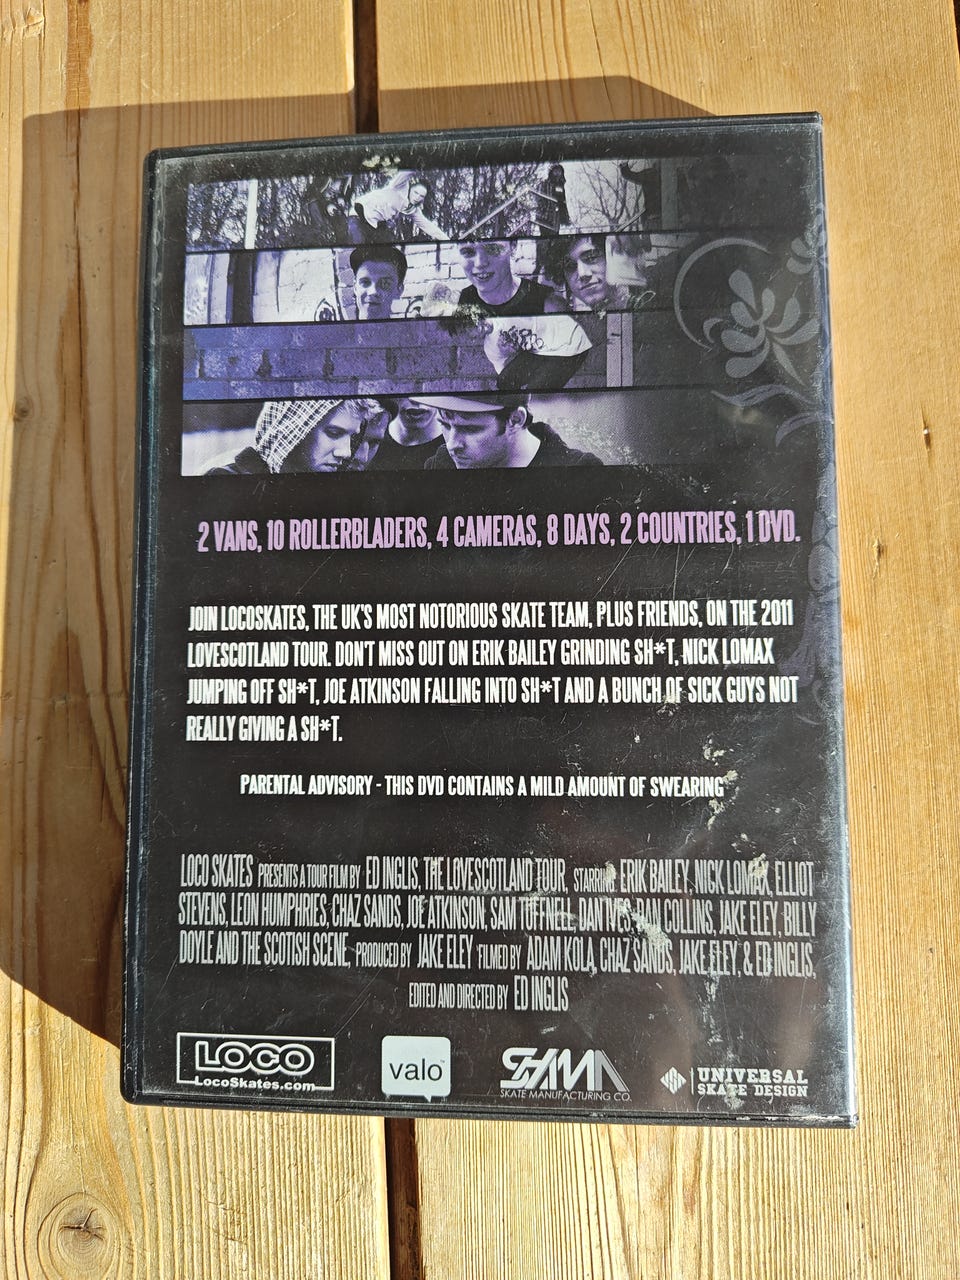 2 VANS, 10 ROLLERBLADERS, 4 CAMERAS, 8 DAYS, 2 COUNTRIES, 1 DVD.
JOIN LOCOSKATES, THE UK'S MOST NOTORIOUS SKATE TEAM, PLUS FRIENDS, ON THE 2011
LOVESCOTLAND TOUR. DON'T MISS OUT ON ERIK BAILEY GRINDING SH*T, NICK LOMAX
JUMPING OFF SH*T, JOE ATKINSON FALLING INTO SH*T AND A BUNCH OF SICK GUYS NOT
REALLY GIVING A SH*T.
PARENTAL ADVISORY - THIS DVD CONTAINS A MILD AMOUNT OF SWEARING
LOCO SKATES PRESENTS A TOUR FILM BY ED INGLIS, THE LOVESCOTLAND TOUR, STARRING ERIK BAILEY, NICK LOMAX, ELLIOT
STEVENS, LEON HUMPHRIES, CHAZ SANDS, JOE ATKINSON, SAM TUFFNELL, DAN IVES, DAN COLLINS, JAKE ELEY, BILLY
DOYLE AND THE SCOTISH SCENE, PRODUCED BY JAKE ELEY FILMED BY ADAM KOLA, CHAZ SANDS, JAKE ELEY, & ED INGLIS,
EDITED AND DIRECTED BY ED INGLIS
LOCO
LocoSkates.com
valo™
SHIMA
SKATE MANUFACTURING CO.
USD
UNIVERSAL
SKATE DESIGN